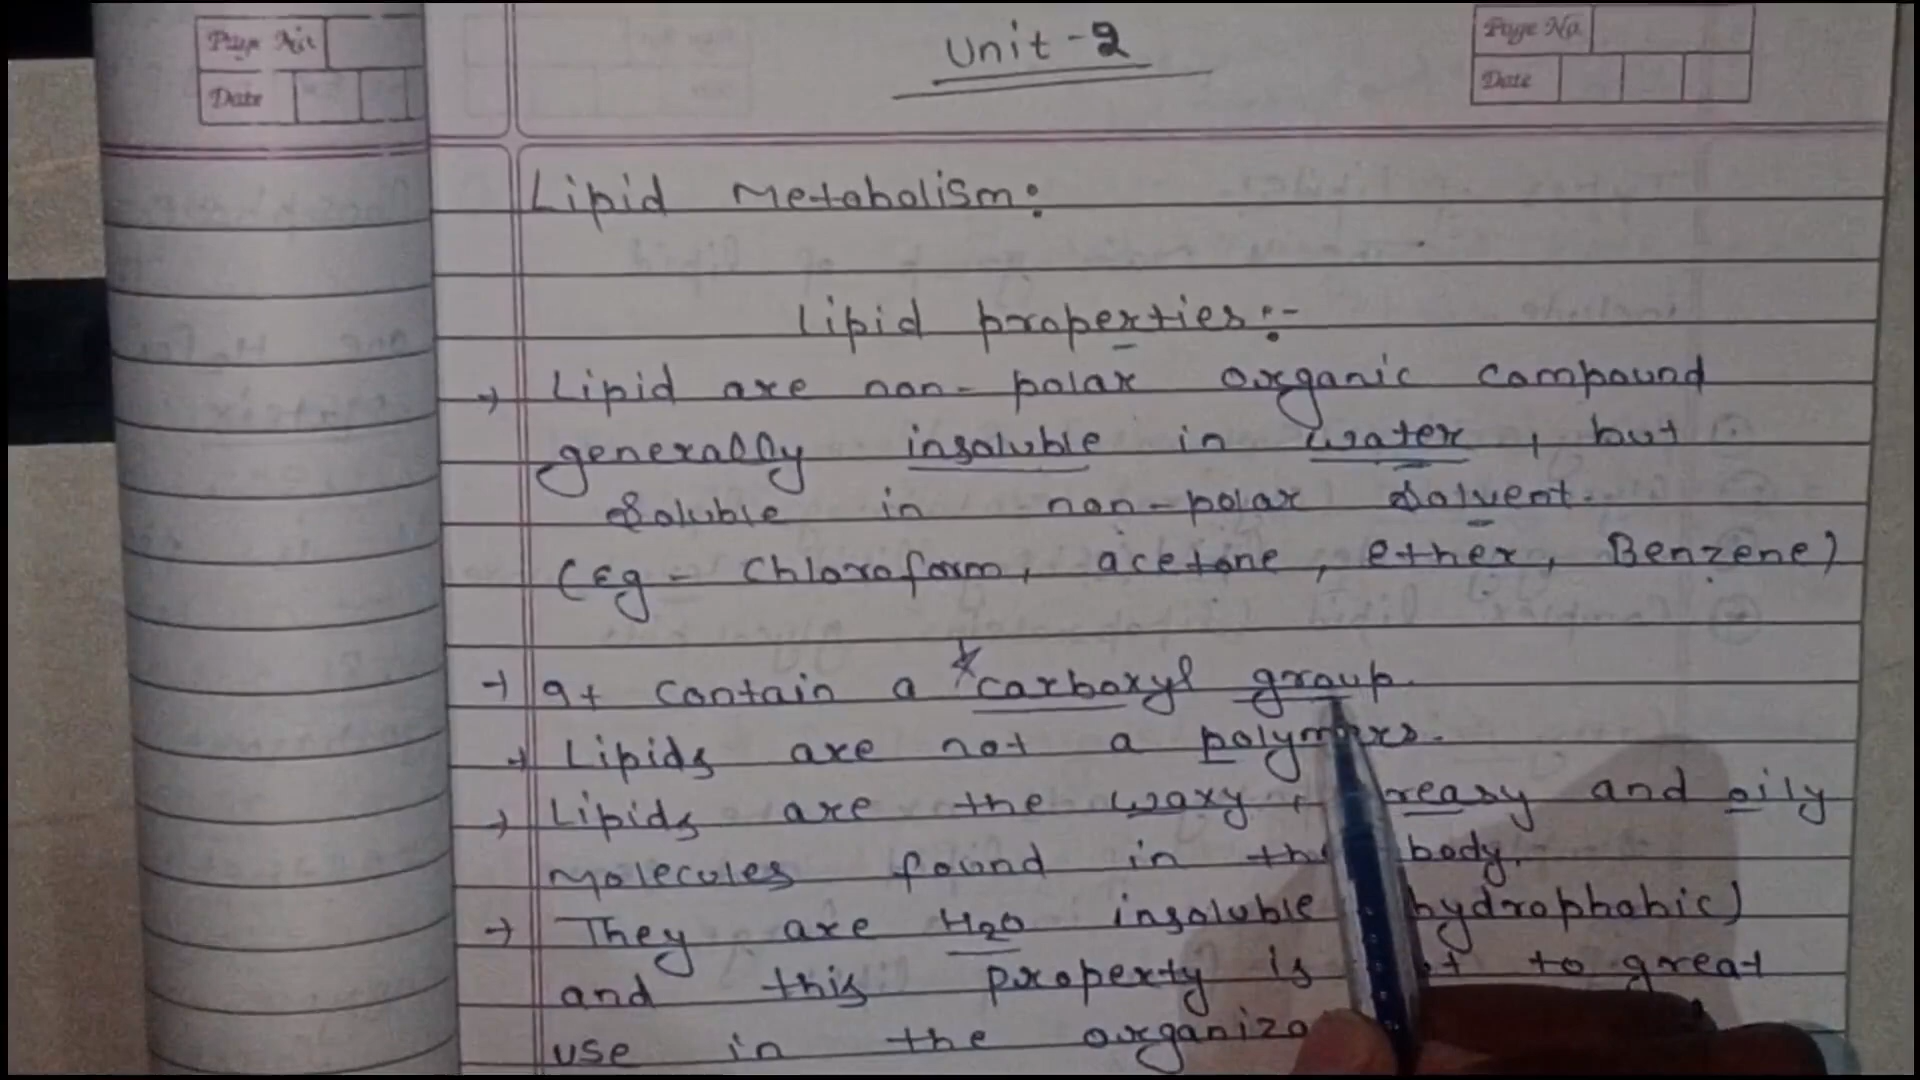 Page No.
Date
Unit-2
Page No.
Date
Lipid Metabolism:
Lipid properties:-
→ Lipid are non-polar organic compound
generally insoluble in water, but
soluble in non-polar solvent.
(Eg - Chloroform, acetone, ether, Benzene)
→ It contain a *carboxyl group.
→ Lipids are not a polymers.
→ Lipids are the waxy, greasy and oily
molecules found in the body.
→ They are H2O insoluble (hydrophobic)
and this property is to great
use in the